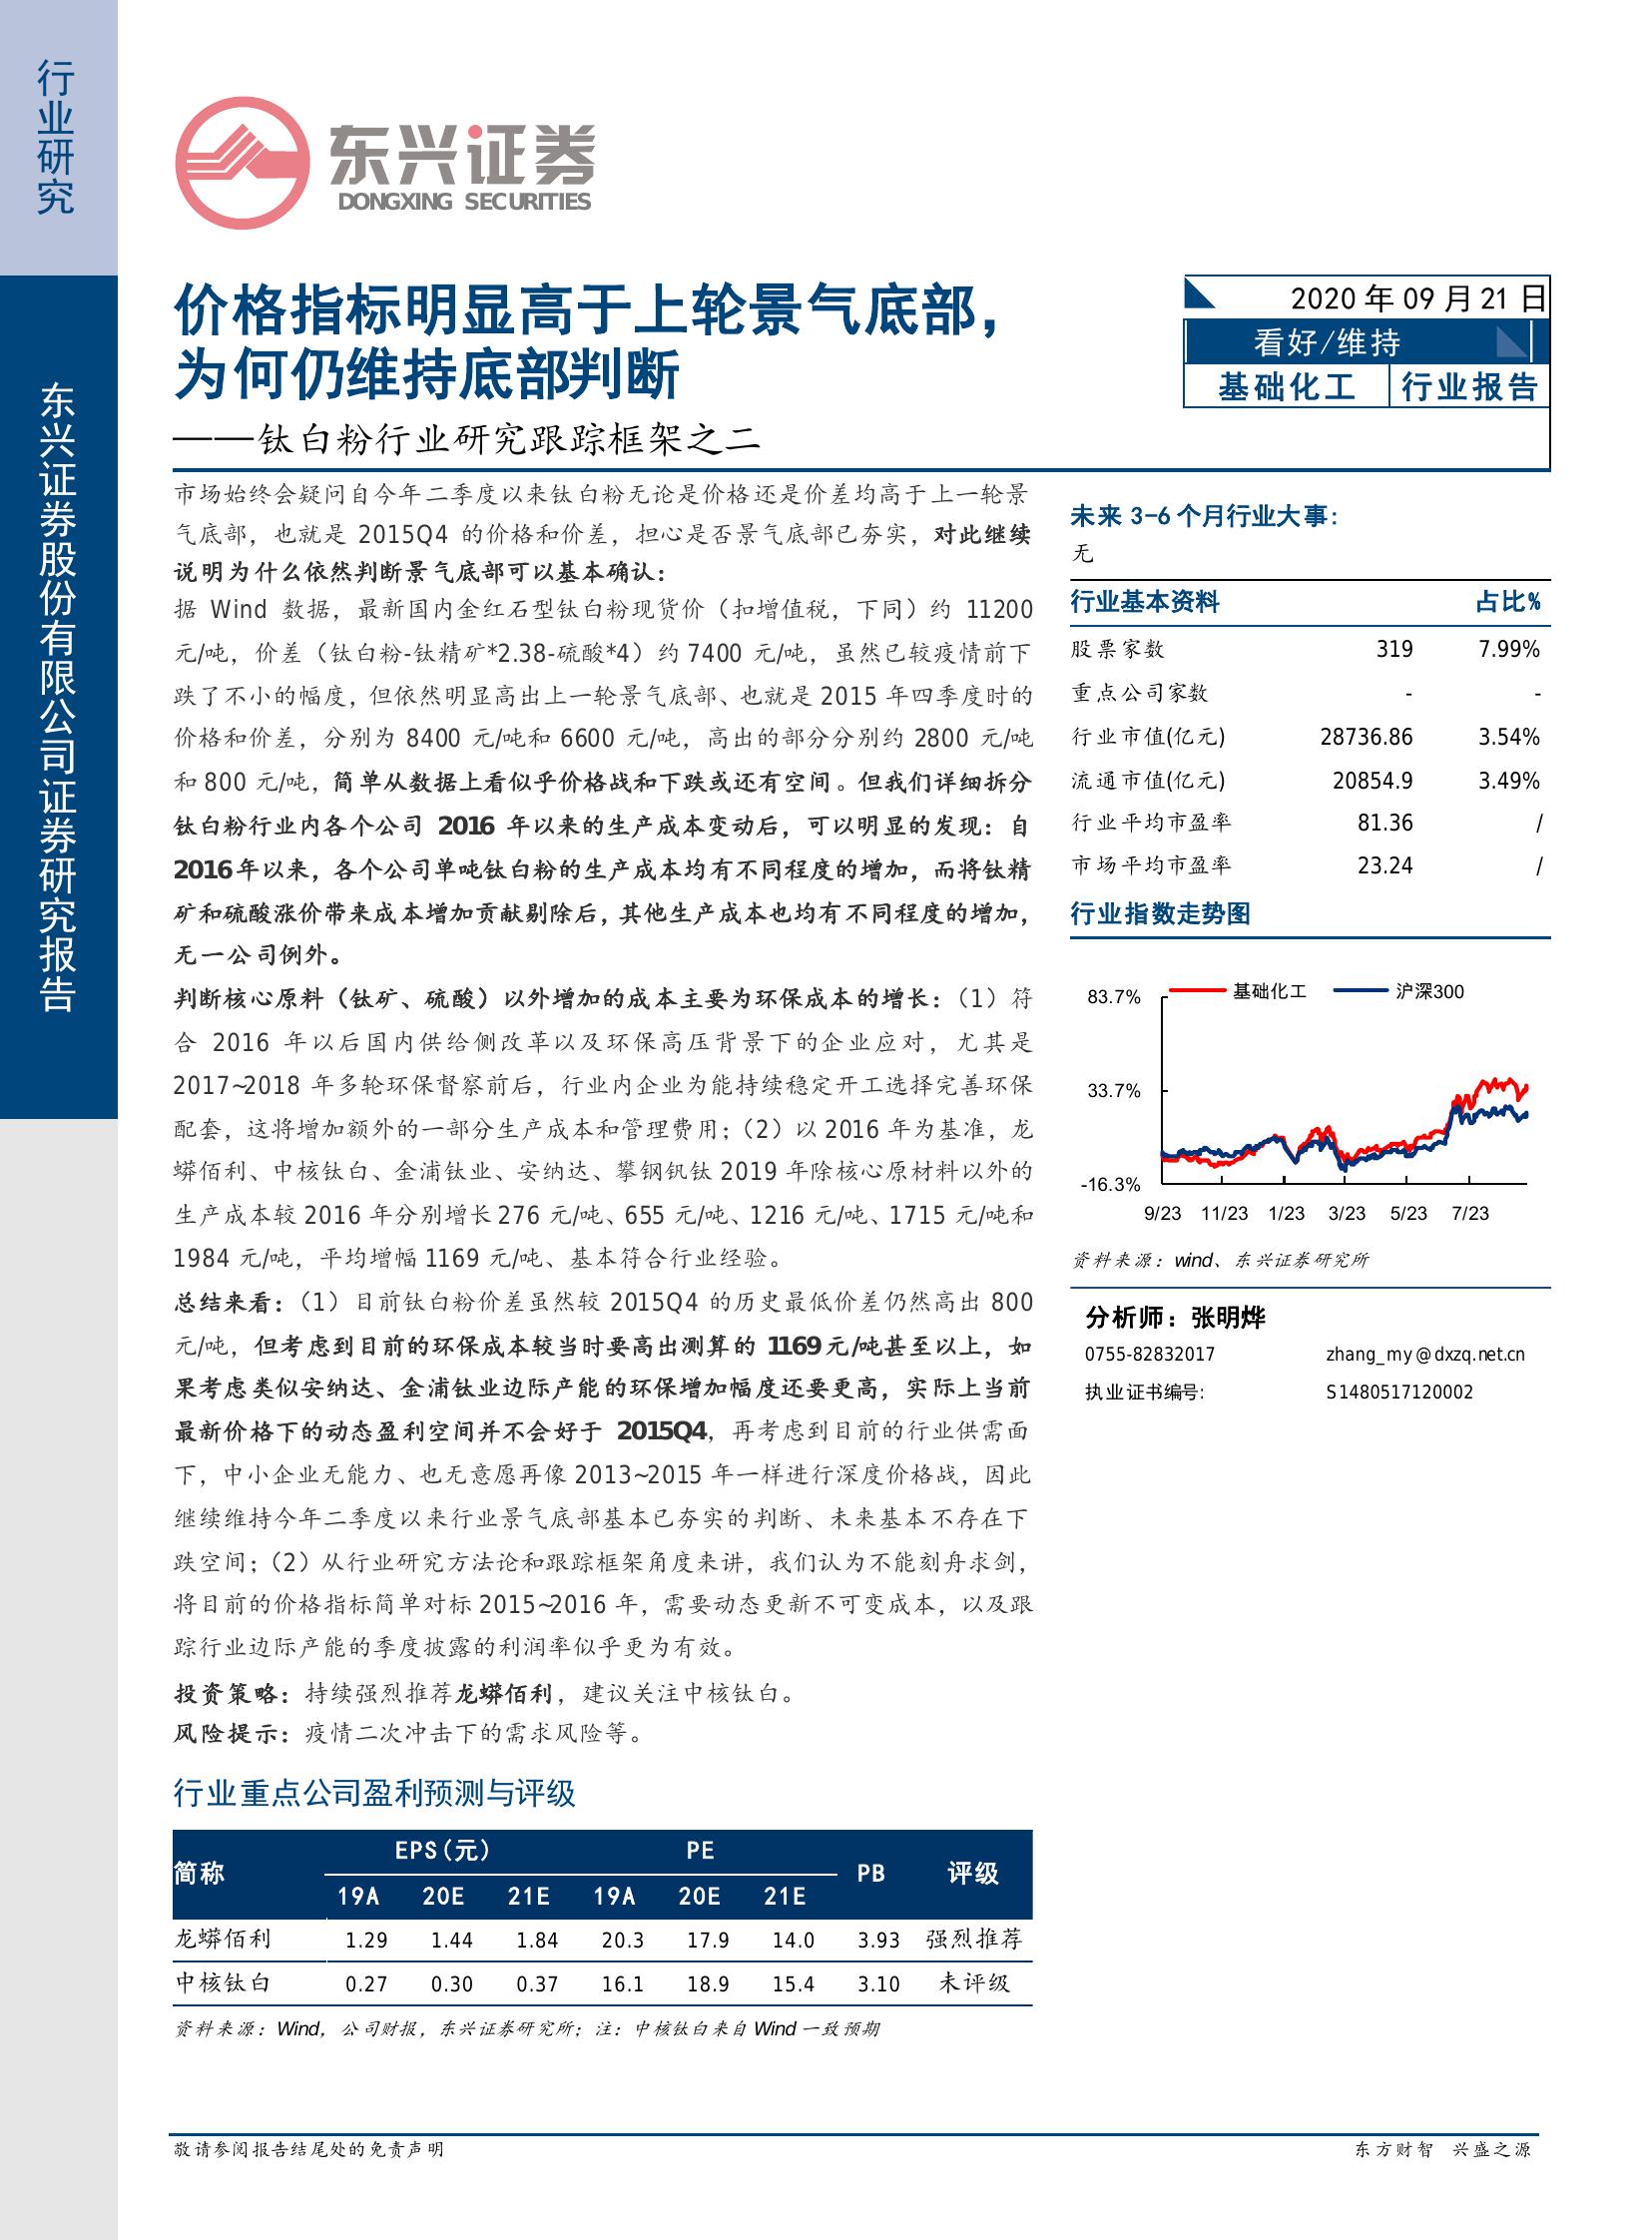 行业研究
东兴证券股份有限公司证券研究报告
东兴证券
DONGXING SECURITIES
价格指标明显高于上轮景气底部，
为何仍维持底部判断
——钛白粉行业研究跟踪框架之二
2020 年 09 月 21 日
看好/维持
基础化工 行业报告
市场始终会疑问自今年二季度以来钛白粉无论是价格还是价差均高于上一轮景
气底部，也就是 2015Q4 的价格和价差，担心是否景气底部已夯实，对此继续
说明为什么依然判断景气底部可以基本确认：
据 Wind 数据，最新国内金红石型钛白粉现货价（扣增值税，下同）约 11200
元/吨，价差（钛白粉-钛精矿*2.38-硫酸*4）约 7400 元/吨，虽然已较疫情前下
跌了不小的幅度，但依然明显高出上一轮景气底部、也就是 2015 年四季度时的
价格和价差，分别为 8400 元/吨和 6600 元/吨，高出的部分分别约 2800 元/吨
和 800 元/吨，简单从数据上看似乎价格战和下跌或还有空间。但我们详细拆分
钛白粉行业内各个公司 2016 年以来的生产成本变动后，可以明显的发现：自
2016 年以来，各个公司单吨钛白粉的生产成本均有不同程度的增加，而将钛精
矿和硫酸涨价带来成本增加贡献剔除后，其他生产成本也均有不同程度的增加，
无一公司例外。
判断核心原料（钛矿、硫酸）以外增加的成本主要为环保成本的增长：（1）符
合 2016 年以后国内供给侧改革以及环保高压背景下的企业应对，尤其是
2017~2018 年多轮环保督察前后，行业内企业为能持续稳定开工选择完善环保
配套，这将增加额外的一部分生产成本和管理费用；（2）以 2016 年为基准，龙
蟒佰利、中核钛白、金浦钛业、安纳达、攀钢钒钛 2019 年除核心原材料以外的
生产成本较 2016 年分别增长 276 元/吨、655 元/吨、1216 元/吨、1715 元/吨和
1984 元/吨，平均增幅 1169 元/吨、基本符合行业经验。
总结来看：（1）目前钛白粉价差虽然较 2015Q4 的历史最低价差仍然高出 800
元/吨，但考虑到目前的环保成本较当时要高出测算的 1169 元/吨甚至以上，如
果考虑类似安纳达、金浦钛业边际产能的环保增加幅度还要更高，实际上当前
最新价格下的动态盈利空间并不会好于 2015Q4，再考虑到目前的行业供需面
下，中小企业无能力、也无意愿再像 2013~2015 年一样进行深度价格战，因此
继续维持今年二季度以来行业景气底部基本已夯实的判断、未来基本不存在下
跌空间；（2）从行业研究方法论和跟踪框架角度来讲，我们认为不能刻舟求剑，
将目前的价格指标简单对标 2015~2016 年，需要动态更新不可变成本，以及跟
踪行业边际产能的季度披露的利润率似乎更为有效。
投资策略：持续强烈推荐龙蟒佰利，建议关注中核钛白。
风险提示：疫情二次冲击下的需求风险等。
行业重点公司盈利预测与评级
简称 EPS(元) PE PB 评级
19A 20E 21E 19A 20E 21E
龙蟒佰利 1.29 1.44 1.84 20.3 17.9 14.0 3.93 强烈推荐
中核钛白 0.27 0.30 0.37 16.1 18.9 15.4 3.10 未评级
资料来源：Wind，公司财报，东兴证券研究所；注：中核钛白来自 Wind 一致预期
未来 3-6 个月行业大事：
无
行业基本资料 占比%
股票家数 319 7.99%
重点公司家数 - -
行业市值(亿元) 28736.86 3.54%
流通市值(亿元) 20854.9 3.49%
行业平均市盈率 81.36 /
市场平均市盈率 23.24 /
行业指数走势图
基础化工 沪深300
83.7%
33.7%
-16.3%
9/23 11/23 1/23 3/23 5/23 7/23
资料来源：wind、东兴证券研究所
分析师：张明烨
0755-82832017 zhang_my@dxzq.net.cn
执业证书编号: S1480517120002
敬请参阅报告结尾处的免责声明
东方财智 兴盛之源